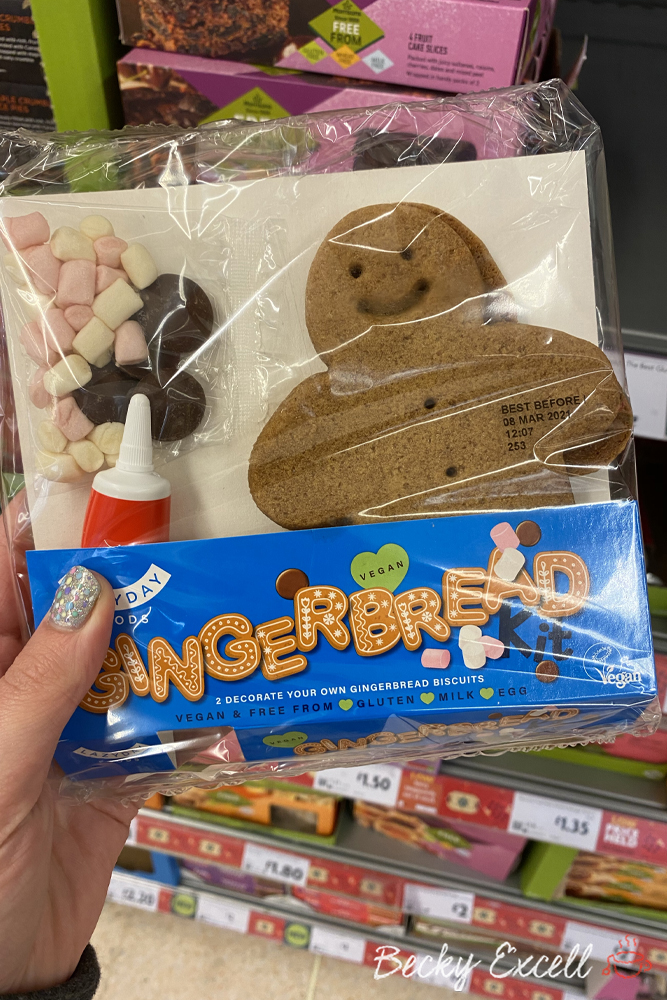 FREE
FROM
4 FRUIT
CAKE SLICES
BEST BEFORE
08 MAR 2021
12:07
253
VEGAN
GINGERBREAD
Kit
2 DECORATE YOUR OWN GINGERBREAD BISCUITS
VEGAN & FREE FROM GLUTEN MILK EGG
Vegan
VEGAN
GINGERBREAD
£1.50
£1.35
£1.80
£2
£2.20
Becky Excell